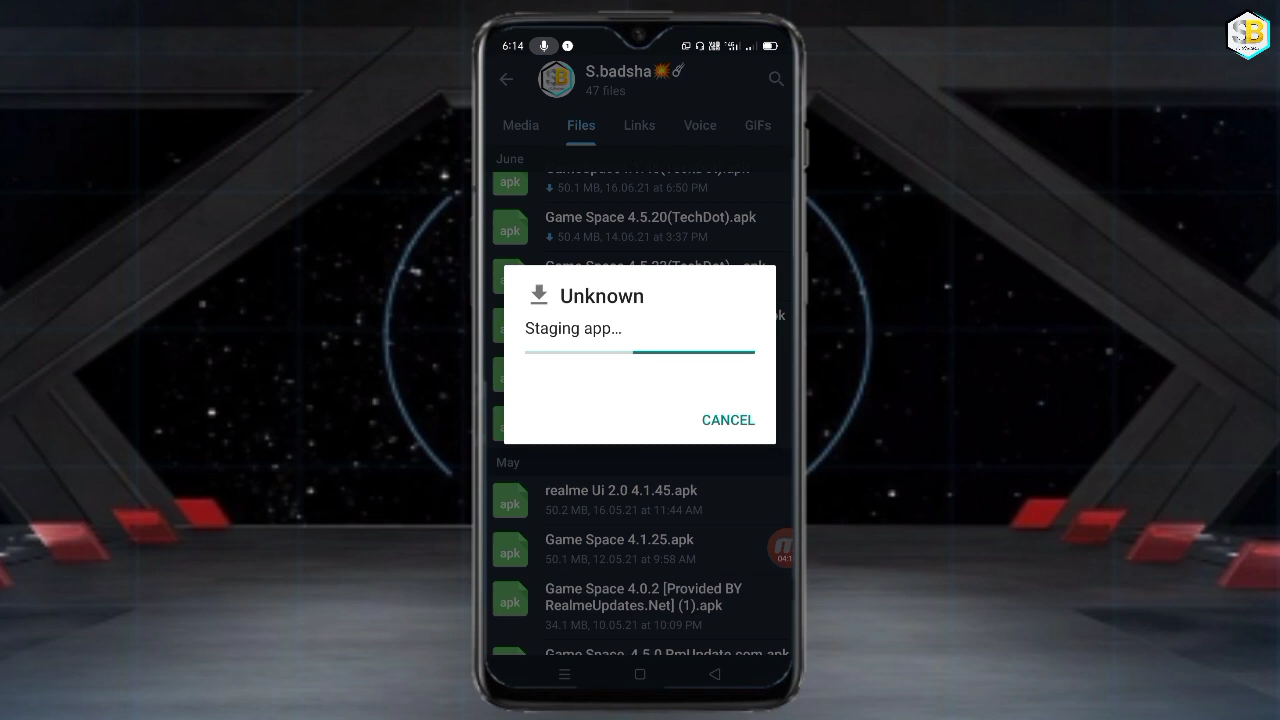 SB
6:14
1
S.badsha💥☄
47 files
Media Files Links Voice GIFs
June
apk
50.1 MB, 16.06.21 at 6:50 PM
Game Space 4.5.20(TechDot).apk
apk
50.4 MB, 14.06.21 at 3:37 PM
Unknown
Staging app...
CANCEL
May
realme Ui 2.0 4.1.45.apk
apk
50.2 MB, 16.05.21 at 11:44 AM
Game Space 4.1.25.apk
apk
50.1 MB, 12.05.21 at 9:58 AM
Game Space 4.0.2 [Provided BY
apk
RealmeUpdates.Net] (1).apk
34.1 MB, 10.05.21 at 10:09 PM